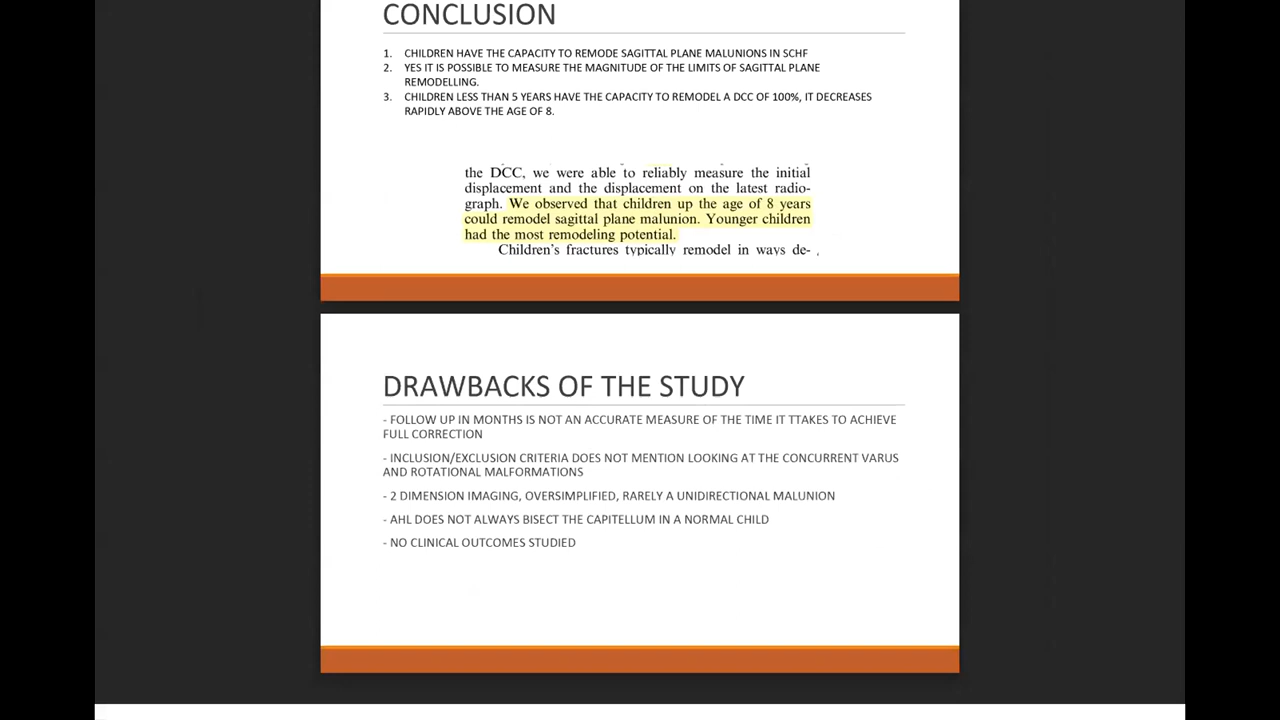 CONCLUSION
1. CHILDREN HAVE THE CAPACITY TO REMODE SAGITTAL PLANE MALUNIONS IN SCHF
2. YES IT IS POSSIBLE TO MEASURE THE MAGNITUDE OF THE LIMITS OF SAGITTAL PLANE
REMODELLING.
3. CHILDREN LESS THAN 5 YEARS HAVE THE CAPACITY TO REMODEL A DCC OF 100%, IT DECREASES
RAPIDLY ABOVE THE AGE OF 8.
the DCC, we were able to reliably measure the initial
displacement and the displacement on the latest radio-
graph. We observed that children up the age of 8 years
could remodel sagittal plane malunion. Younger children
had the most remodeling potential.
Children's fractures typically remodel in ways de-
DRAWBACKS OF THE STUDY
- FOLLOW UP IN MONTHS IS NOT AN ACCURATE MEASURE OF THE TIME IT TTAKES TO ACHIEVE
FULL CORRECTION
- INCLUSION/EXCLUSION CRITERIA DOES NOT MENTION LOOKING AT THE CONCURRENT VARUS
AND ROTATIONAL MALFORMATIONS
- 2 DIMENSION IMAGING, OVERSIMPLIFIED, RARELY A UNIDIRECTIONAL MALUNION
- AHL DOES NOT ALWAYS BISECT THE CAPITELLUM IN A NORMAL CHILD
- NO CLINICAL OUTCOMES STUDIED